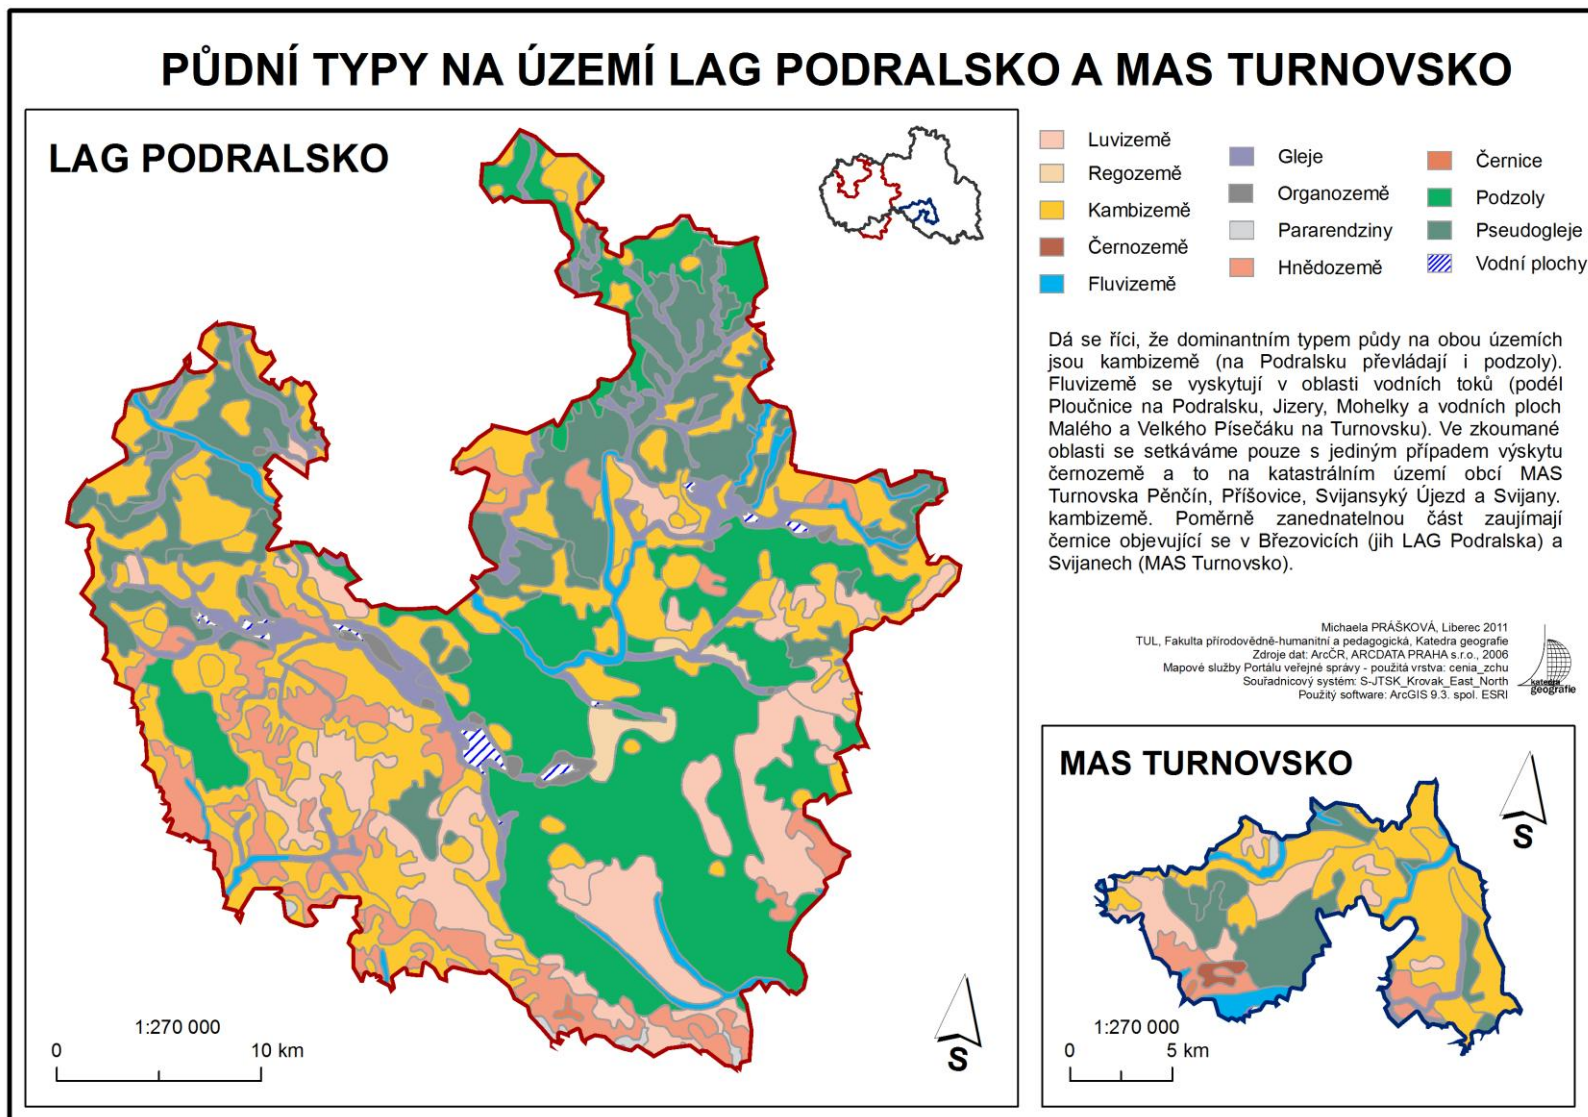 PŮDNÍ TYPY NA ÚZEMÍ LAG PODRALSKO A MAS TURNOVSKO
LAG PODRALSKO
Luvizemě
Regozemě
Kambizemě
Černozemě
Fluvizemě
Gleje
Organozemě
Pararendziny
Hnědozemě
Černice
Podzoly
Pseudogleje
Vodní plochy
Dá se říci, že dominantním typem půdy na obou územích
jsou kambizemě (na Podralsku převládají i podzoly).
Fluvizemě se vyskytují v oblasti vodních toků (podél
Ploučnice na Podralsku, Jizery, Mohelky a vodních ploch
Malého a Velkého Písečáku na Turnovsku). Ve zkoumané
oblasti se setkáváme pouze s jediným případem výskytu
černozemě a to na katastrálním území obcí MAS
Turnovska Pěnčín, Příšovice, Svijanský Újezd a Svijany.
kambizemě. Poměrně zanednatelnou část zaujímají
černice objevující se v Březovicích (jih LAG Podralska) a
Svijanech (MAS Turnovsko).
Michaela PRÁŠKOVÁ, Liberec 2011
TUL, Fakulta přírodovědně-humanitní a pedagogická, Katedra geografie
Zdroje dat: ArcČR, ARCDATA PRAHA s.r.o., 2006
Mapové služby Portálu veřejné správy - použitá vrstva: cenia_zchu
Souřadnicový systém: S-JTSK_Krovak_East_North
Použitý software: ArcGIS 9.3. spol. ESRI
katedra
geografie
1:270 000
0 10 km
S
MAS TURNOVSKO
S
1:270 000
0 5 km